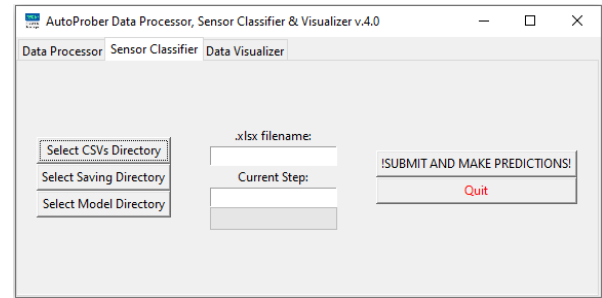 AutoProber Data Processor, Sensor Classifier & Visualizer v.4.0
Data Processor Sensor Classifier Data Visualizer
.xlsx filename:
Select CSVs Directory
!SUBMIT AND MAKE PREDICTIONS!
Select Saving Directory
Current Step:
Quit
Select Model Directory